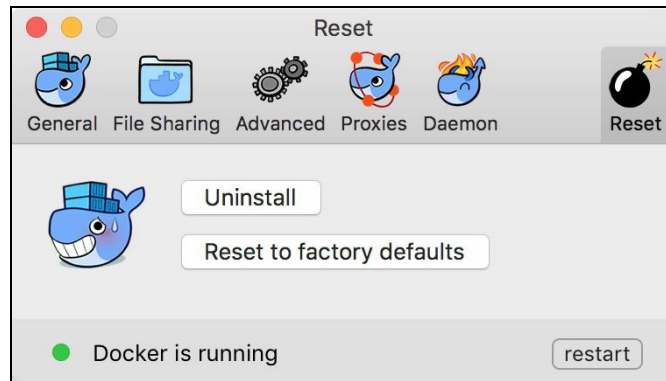 Reset
General File Sharing Advanced Proxies Daemon Reset
Uninstall
Reset to factory defaults
Docker is running restart